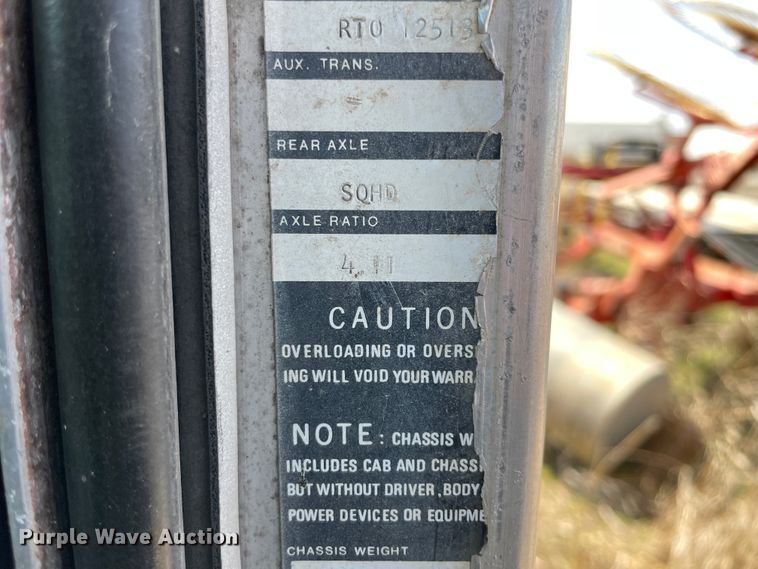 RTO 12513
AUX. TRANS.
REAR AXLE
SQHD
AXLE RATIO
4.11
CAUTION
OVERLOADING OR OVERS
ING WILL VOID YOUR WARR
NOTE: CHASSIS W
INCLUDES CAB AND CHASS
BUT WITHOUT DRIVER, BODY,
POWER DEVICES OR EQUIPME
CHASSIS WEIGHT
Purple Wave Auction®